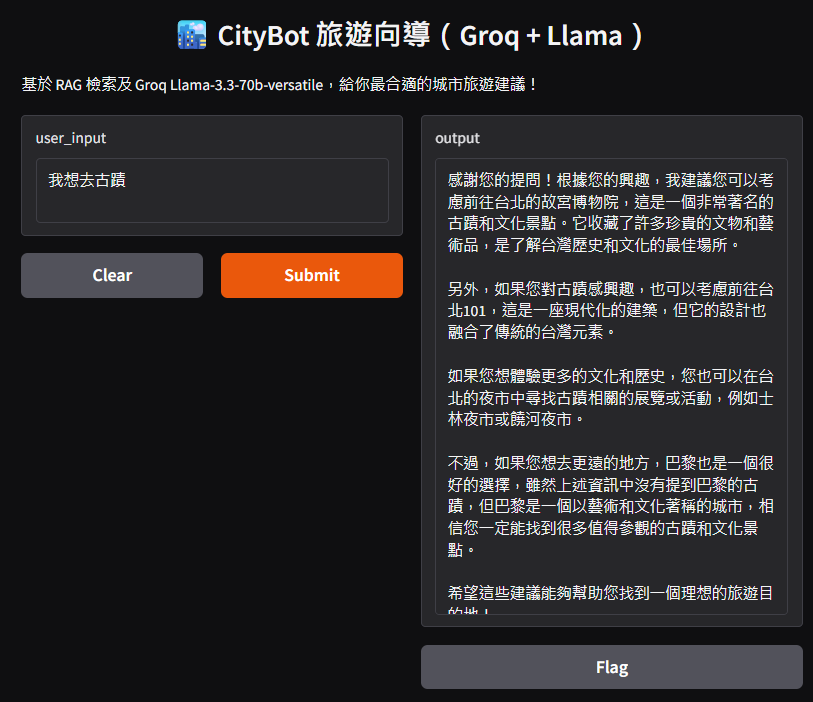 🏙️ CityBot 旅遊向導（Groq + Llama）
基於 RAG 檢索及 Groq Llama-3.3-70b-versatile，給你最合適的城市旅遊建議！
user_input
我想去古蹟
Clear
Submit
output
感謝您的提問！根據您的興趣，我建議您可以考
慮前往台北的故宮博物院，這是一個非常著名的
古蹟和文化景點。它收藏了許多珍貴的文物和藝
術品，是了解台灣歷史和文化的最佳場所。
另外，如果您對古蹟感興趣，也可以考慮前往台
北101，這是一座現代化的建築，但它的設計也
融合了傳統的台灣元素。
如果您想體驗更多的文化和歷史，您也可以在台
北的夜市中尋找古蹟相關的展覽或活動，例如士
林夜市或饒河夜市。
不過，如果您想去更遠的地方，巴黎也是一個很
好的選擇，雖然上述資訊中沒有提到巴黎的古
蹟，但巴黎是一個以藝術和文化著稱的城市，相
信您一定能找到很多值得參觀的古蹟和文化景
點。
希望這些建議能夠幫助您找到一個理想的旅遊目
的地！
Flag